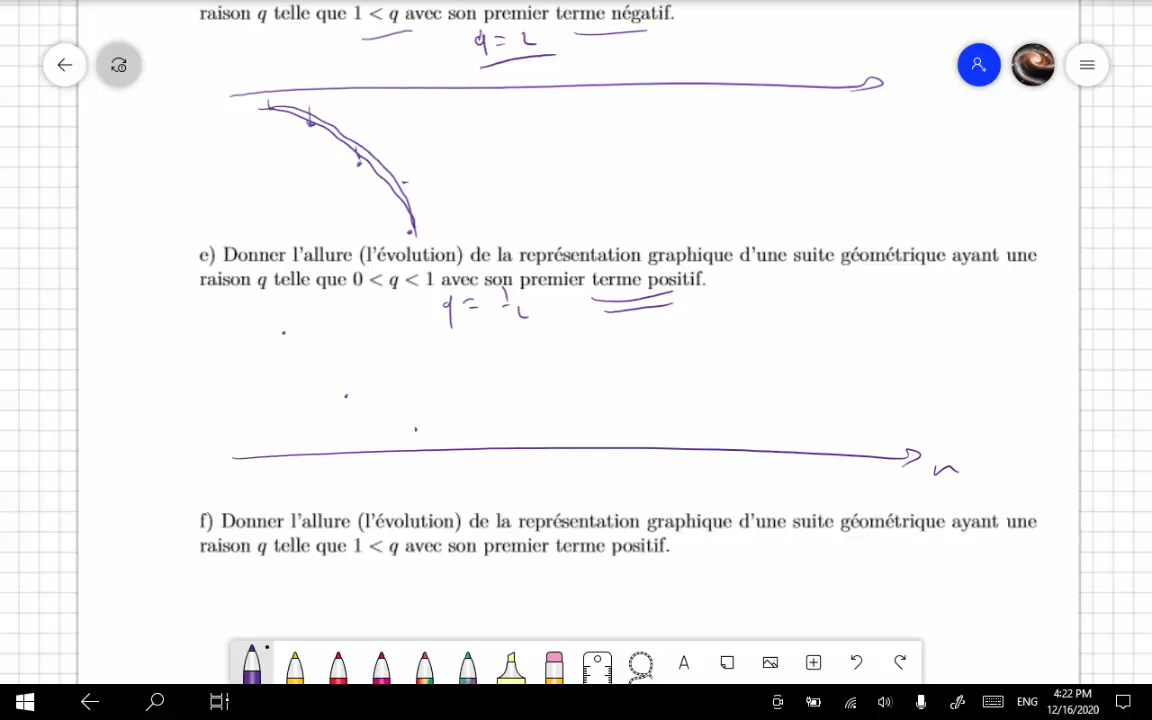 raison q telle que 1 < q avec son premier terme négatif.
q = 2
e) Donner l'allure (l'évolution) de la représentation graphique d'une suite géométrique ayant une
raison q telle que 0 < q < 1 avec son premier terme positif.
q = 1/2
n
f) Donner l'allure (l'évolution) de la représentation graphique d'une suite géométrique ayant une
raison q telle que 1 < q avec son premier terme positif.
A
ENG
4:22 PM
12/16/2020